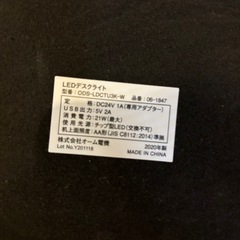 LEDデスクライト
型番：ODS-LDCTU3K-W 品番：06-1847
定格：DC24V 1A（専用アダプター）
USB出力：5V 2A
消費電力：21W（最大）
使用光源：チップ型LED（交換不可）
机上面照度：AA形（JIS C8112：2014）準拠
株式会社オーム電機 2020年製
Lot No.Y201116 MADE IN CHINA